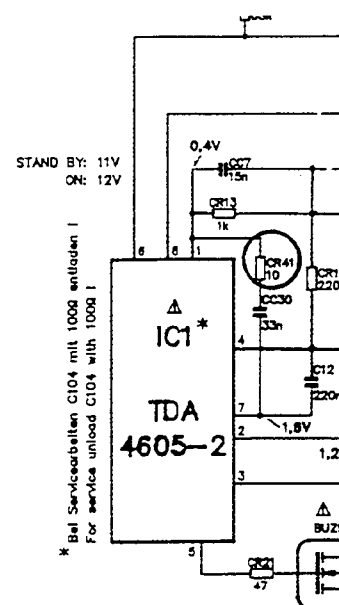 0,4V
STAND BY: 11V
ON: 12V
CC7
15n
CR13
1k
6
8
1
CR41
10
CR1
220
CC30
33n
⚠
IC1*
4
C12
220n
TDA
4605-2
7
1,8V
2
1,2
3
* Bei Servicearbeiten C104 mit 100Ω entladen !
For service unload C104 with 100Ω !
⚠
BUZ9
5
CR21
47